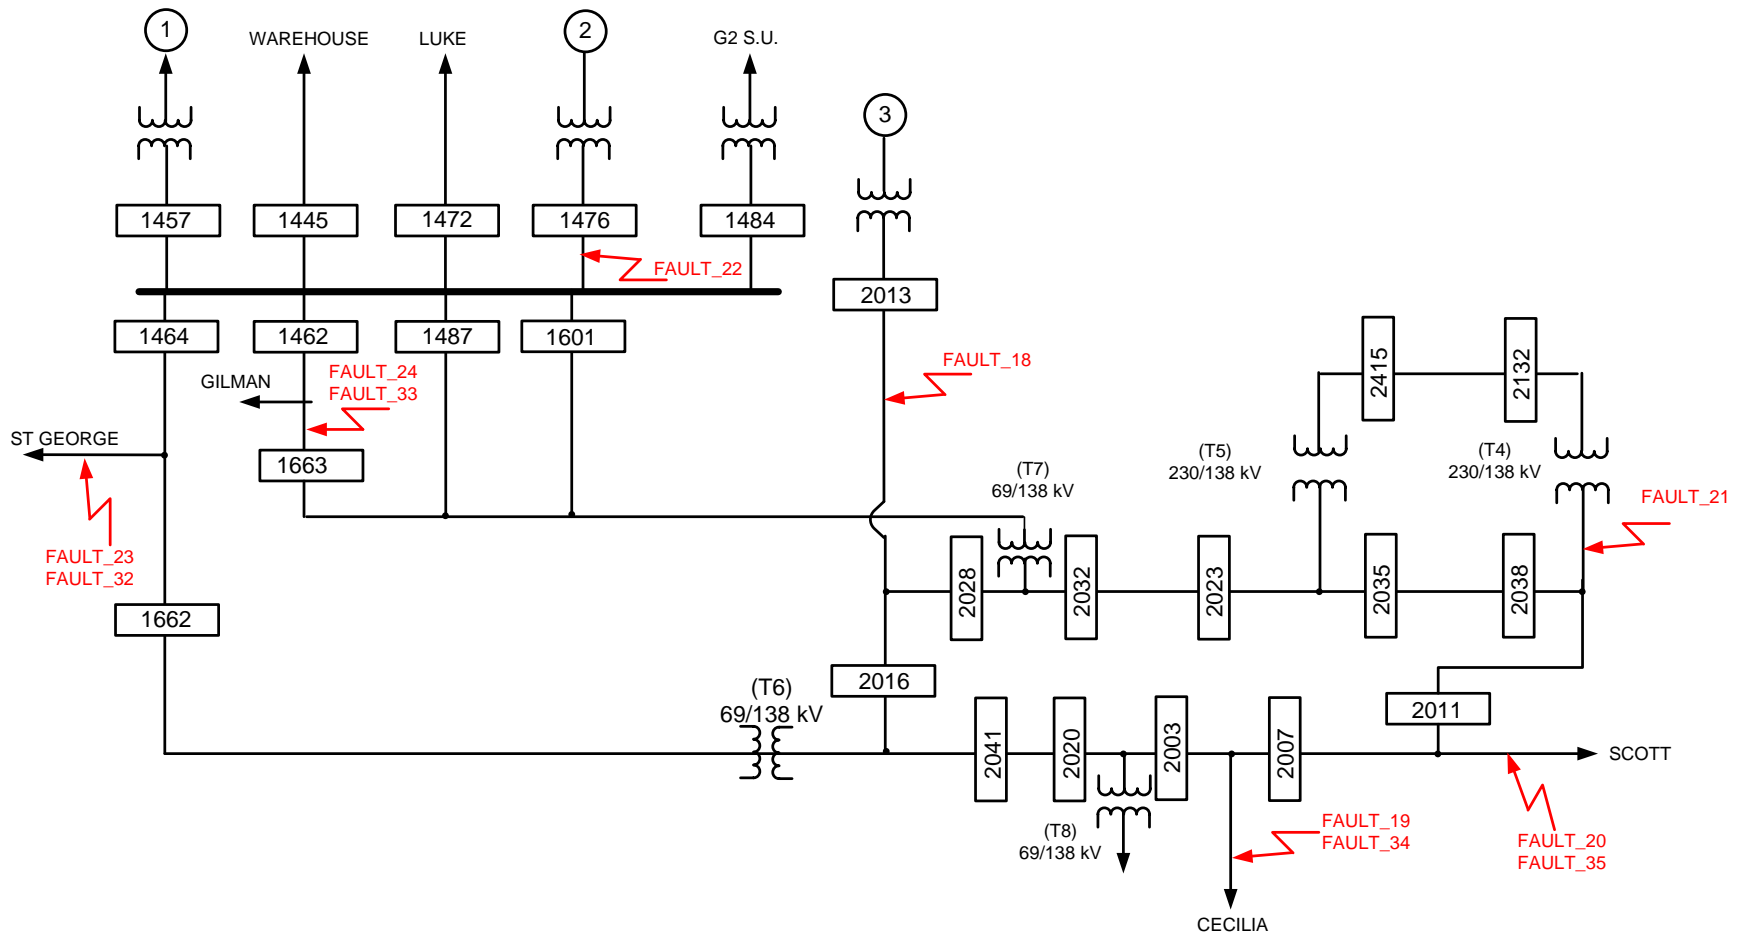 1
WAREHOUSE
LUKE
2
G2 S.U.
3
1457
1445
1472
1476
1484
FAULT_22
2013
1464
1462
1487
1601
FAULT_18
2415
2132
GILMAN
FAULT_24
FAULT_33
ST GEORGE
1663
(T7)
69/138 kV
(T5)
230/138 kV
(T4)
230/138 kV
FAULT_21
FAULT_23
FAULT_32
2028
2032
2023
2035
2038
1662
2016
(T6)
69/138 kV
2041
2020
2003
2007
2011
SCOTT
(T8)
69/138 kV
FAULT_19
FAULT_34
FAULT_20
FAULT_35
CECILIA